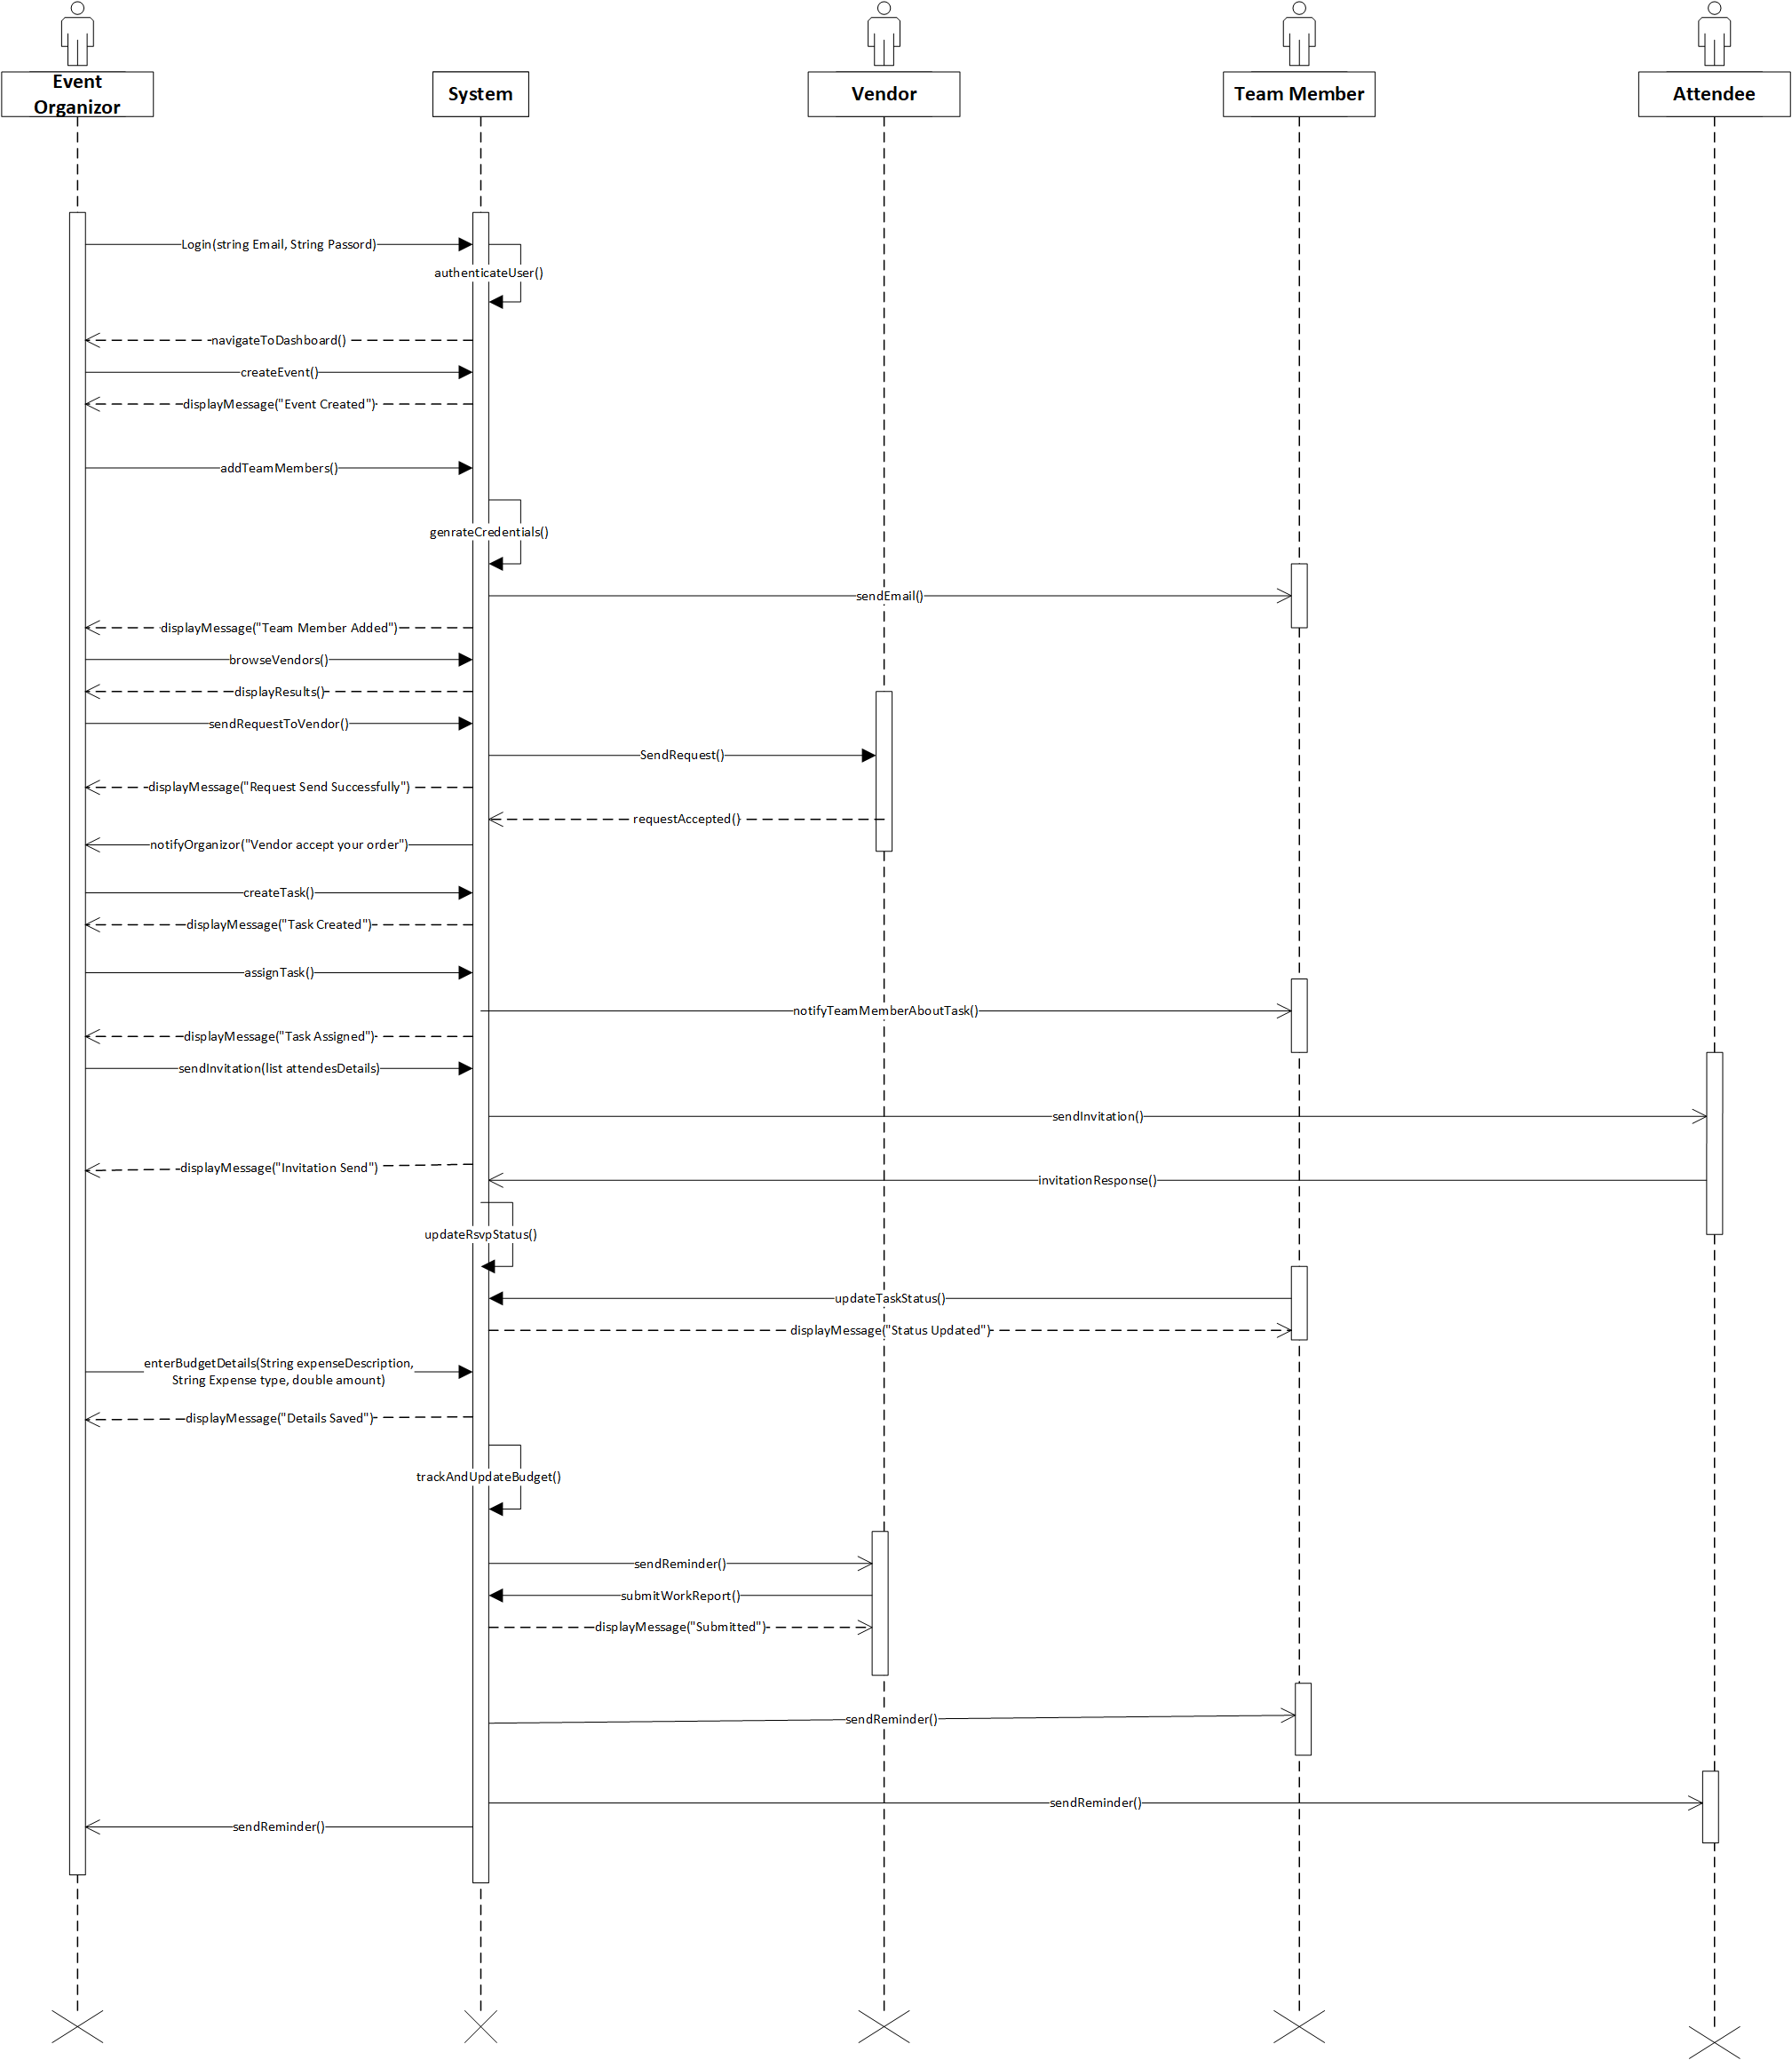 Event
Organizor
System
Vendor
Team Member
Attendee
Login(string Email, String Passord)
authenticateUser()
navigateToDashboard()
createEvent()
displayMessage("Event Created")
addTeamMembers()
genrateCredentials()
sendEmail()
displayMessage("Team Member Added")
browseVendors()
displayResults()
sendRequestToVendor()
SendRequest()
displayMessage("Request Send Successfully")
requestAccepted()
notifyOrganizor("Vendor accept your order")
createTask()
displayMessage("Task Created")
assignTask()
notifyTeamMemberAboutTask()
displayMessage("Task Assigned")
sendInvitation(list attendesDetails)
sendInvitation()
displayMessage("Invitation Send")
invitationResponse()
updateRsvpStatus()
updateTaskStatus()
displayMessage("Status Updated")
enterBudgetDetails(String expenseDescription,
String Expense type, double amount)
displayMessage("Details Saved")
trackAndUpdateBudget()
sendReminder()
submitWorkReport()
displayMessage("Submitted")
sendReminder()
sendReminder()
sendReminder()